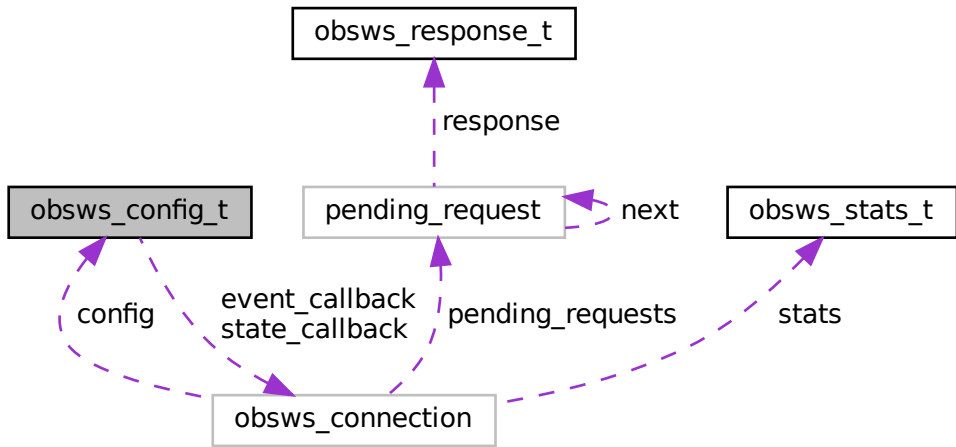 obsws_response_t
response
obsws_config_t
pending_request
next
obsws_stats_t
config
event_callback
state_callback
pending_requests
stats
obsws_connection